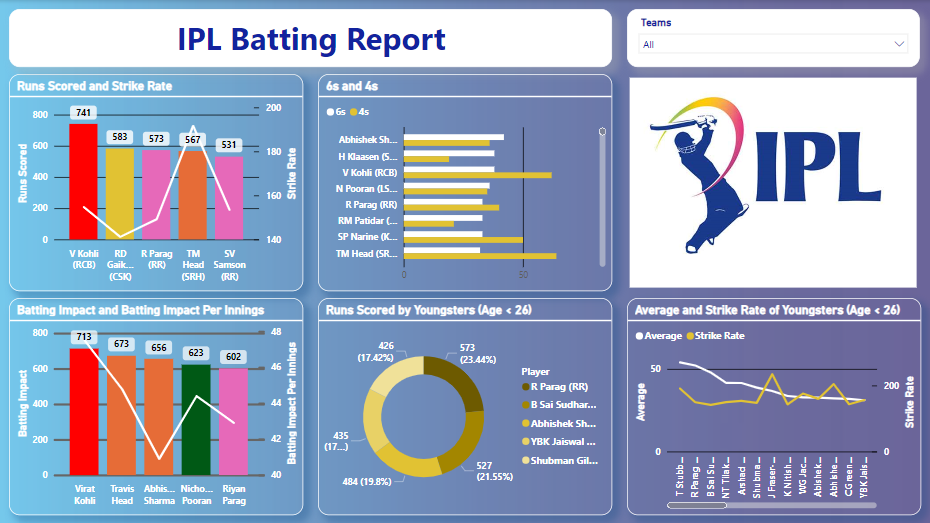 IPL Batting Report
Teams
All
Runs Scored and Strike Rate
800
600
400
200
0
Runs Scored
741
583
573
567
531
200
180
160
140
Strike Rate
V Kohli (RCB)
RD Gaik... (CSK)
R Parag (RR)
TM Head (SRH)
SV Samson (RR)
6s and 4s
6s 4s
Abhishek Sh...
H Klaasen (S...
V Kohli (RCB)
N Pooran (LS...
R Parag (RR)
RM Patidar (...
SP Narine (K...
TM Head (SR...
0 50
IPL
Batting Impact and Batting Impact Per Innings
800
600
400
200
0
Batting Impact
713
673
656
623
602
48
46
44
42
40
Batting Impact Per Innings
Virat Kohli
Travis Head
Abhis... Sharma
Nicho... Pooran
Riyan Parag
Runs Scored by Youngsters (Age < 26)
426
(17.42%)
573
(23.44%)
435
(17...)
484 (19.8%)
527
(21.55%)
Player
R Parag (RR)
B Sai Sudhar...
Abhishek Sh...
YBK Jaiswal ...
Shubman Gil...
Average and Strike Rate of Youngsters (Age < 26)
Average Strike Rate
50
0
Average
200
0
Strike Rate
T Stubb...
R Parag ...
B Sai Su...
NT Tilak...
Arshad ...
Shubma...
J Fraser-...
K Nitish ...
WG Jac...
Abishek...
Abhishe...
C Green...
YBK Jais...